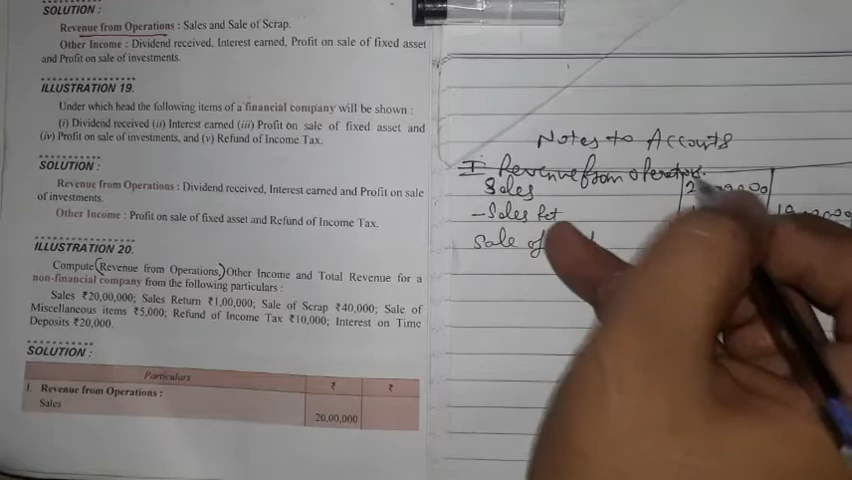 SOLUTION :
Revenue from Operations : Sales and Sale of Scrap.
Other Income : Dividend received, Interest earned, Profit on sale of fixed asset
and Profit on sale of investments.
ILLUSTRATION 19.
Under which head the following items of a financial company will be shown :
(i) Dividend received (ii) Interest earned (iii) Profit on sale of fixed asset and
(iv) Profit on sale of investments, and (v) Refund of Income Tax.
SOLUTION :
Revenue from Operations : Dividend received, Interest earned and Profit on sale
of investments.
Other Income : Profit on sale of fixed asset and Refund of Income Tax.
ILLUSTRATION 20.
Compute Revenue from Operations, Other Income and Total Revenue for a
non-financial company from the following particulars :
Sales ₹20,00,000; Sales Return ₹1,00,000; Sale of Scrap ₹40,000; Sale of
Miscellaneous items ₹5,000; Refund of Income Tax ₹10,000; Interest on Time
Deposits ₹20,000.
SOLUTION :
Particulars ₹ ₹
I. Revenue from Operations :
Sales 20,00,000
Notes to Accounts
I Revenue from operations
Sales
- Sales Ret
Sale of